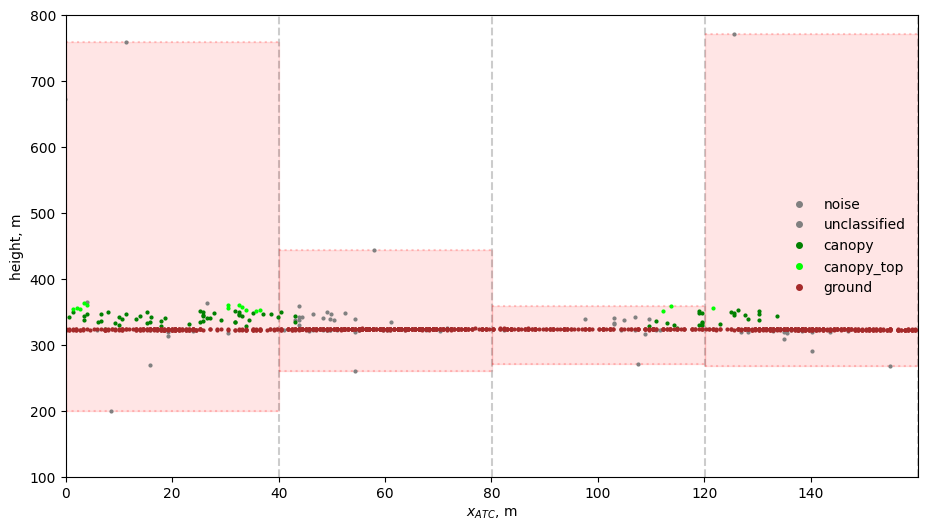 800
700
600
500
400
300
200
100
height, m
noise
unclassified
canopy
canopy_top
ground
0 20 40 60 80 100 120 140
x_ATC, m